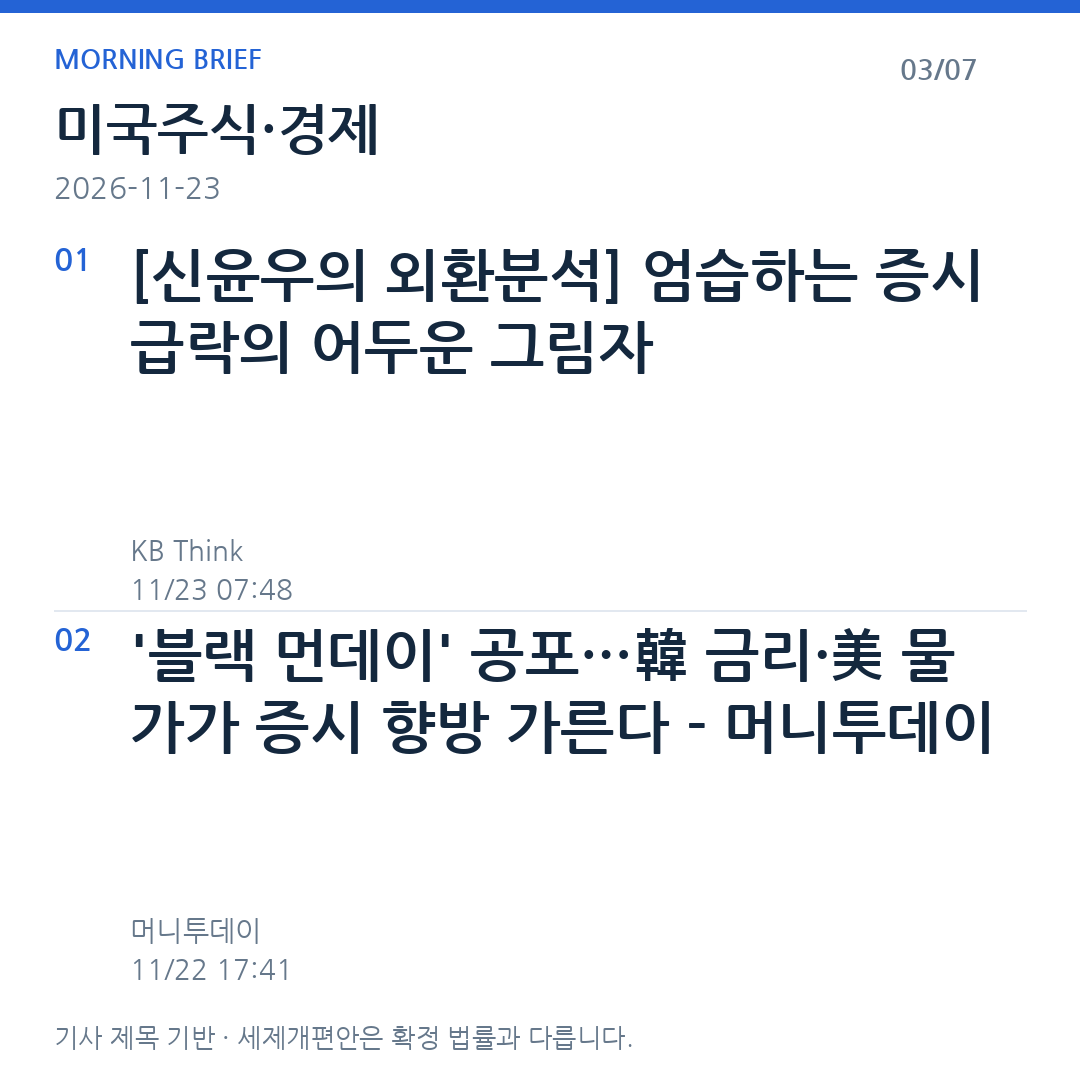 MORNING BRIEF
03/07
미국주식·경제
2026-11-23
01
[신윤우의 외환분석] 엄습하는 증시
급락의 어두운 그림자
KB Think
11/23 07:48
02
'블랙 먼데이' 공포…韓 금리·美 물
가가 증시 향방 가른다 - 머니투데이
머니투데이
11/22 17:41
기사 제목 기반 · 세제개편안은 확정 법률과 다릅니다.